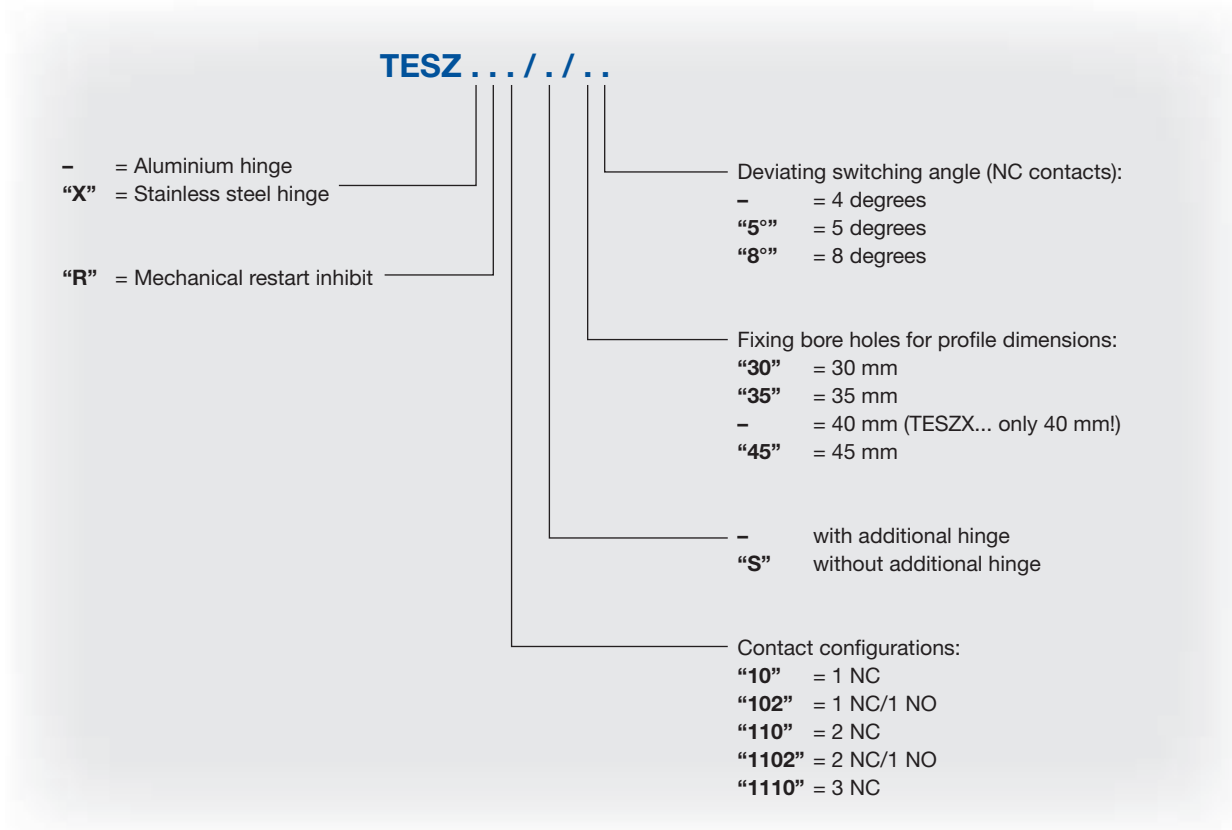 TESZ . . . / . / . .
– = Aluminium hinge
“X” = Stainless steel hinge
“R” = Mechanical restart inhibit
Deviating switching angle (NC contacts):
– = 4 degrees
“5°” = 5 degrees
“8°” = 8 degrees
Fixing bore holes for profile dimensions:
“30” = 30 mm
“35” = 35 mm
– = 40 mm (TESZX... only 40 mm!)
“45” = 45 mm
– with additional hinge
“S” without additional hinge
Contact configurations:
“10” = 1 NC
“102” = 1 NC/1 NO
“110” = 2 NC
“1102” = 2 NC/1 NO
“1110” = 3 NC